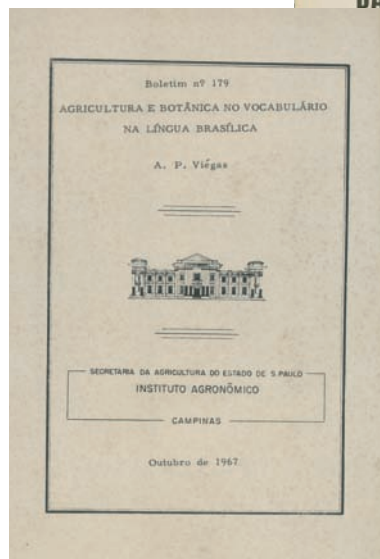 Boletim nº 179
AGRICULTURA E BOTÂNICA NO VOCABULÁRIO
NA LÍNGUA BRASÍLICA
A. P. Viégas
SECRETARIA DA AGRICULTURA DO ESTADO DE S. PAULO
INSTITUTO AGRONÔMICO
CAMPINAS
Outubro de 1967